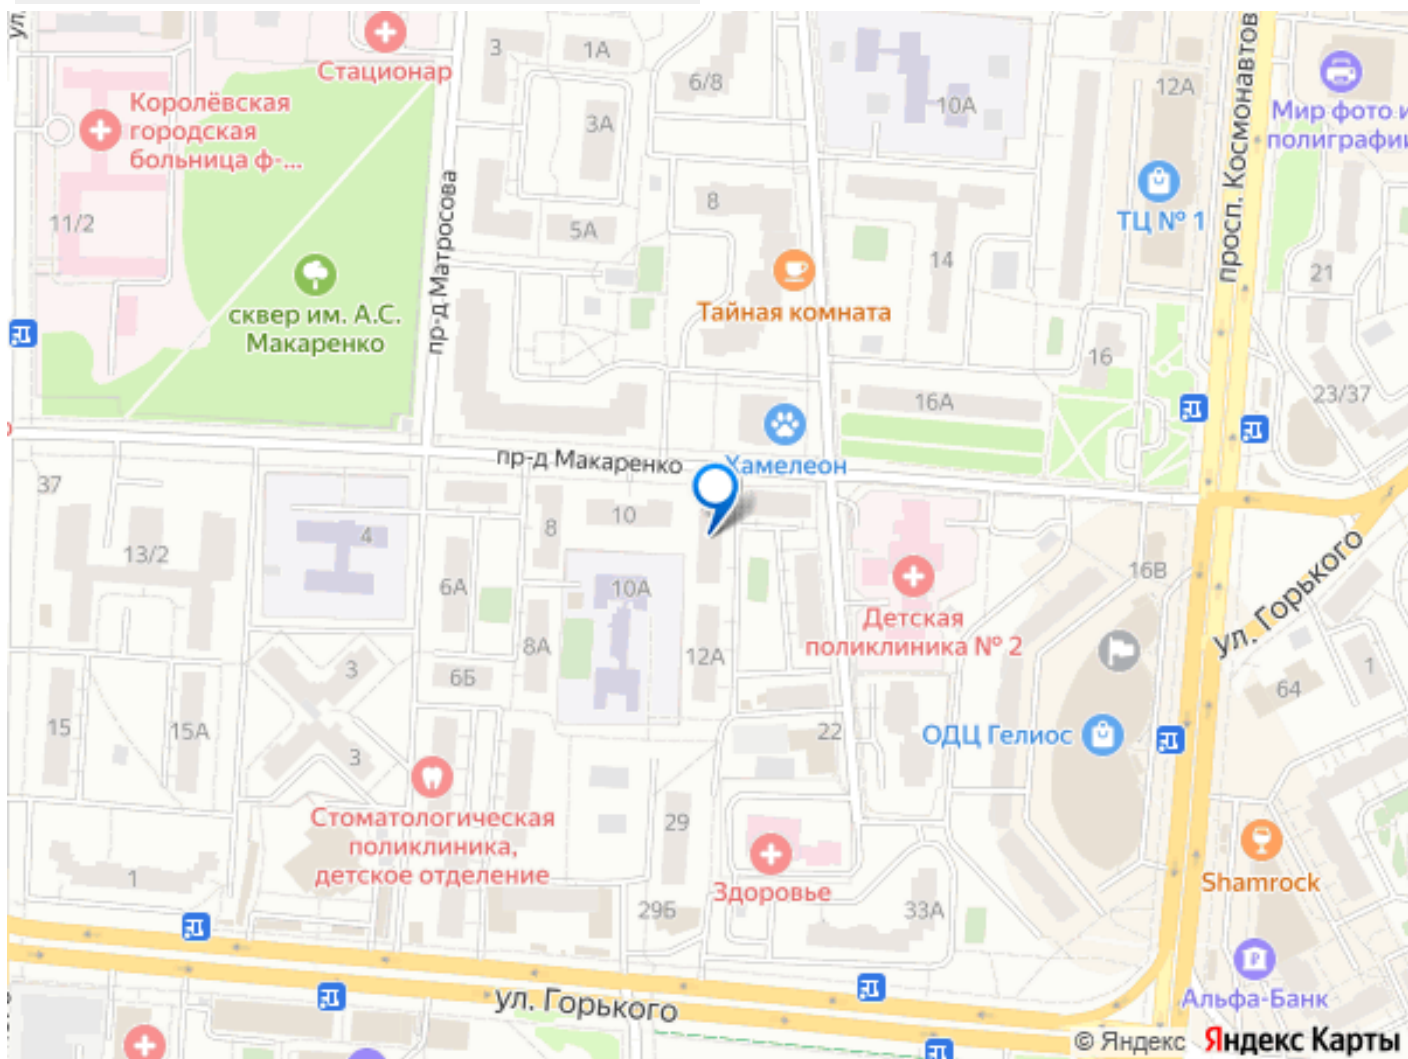 ул.
Стационар
3
1А
6/8
3А
10А
12А
просп. Космонавтов
Мир фото и
полиграфии
Королёвская
городская
больница ф-...
11/2
пр-д Матросова
5А
8
14
ТЦ № 1
21
сквер им. А.С.
Макаренко
Тайная комната
16
16А
23/37
пр-д Макаренко
Хамелеон
37
13/2
4
8
10
6А
10А
8А
6Б
12А
Детская
поликлиника № 2
16В
ул. Горького
64
1
15
15А
3
3
22
ОДЦ Гелиос
Стоматологическая
поликлиника,
детское отделение
29
Здоровье
Shamrock
1
29Б
33А
ул. Горького
Альфа-Банк
© Яндекс Яндекс Карты